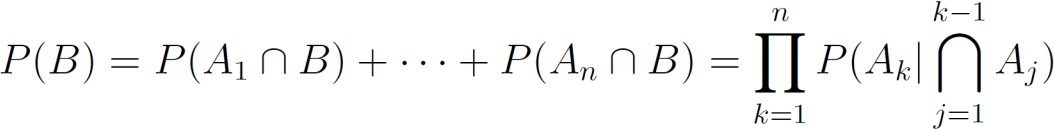 P(B) = P(A_1 ∩ B) + ··· + P(A_n ∩ B) = ∏_{k=1}^{n} P(A_k | ⋂_{j=1}^{k−1} A_j)